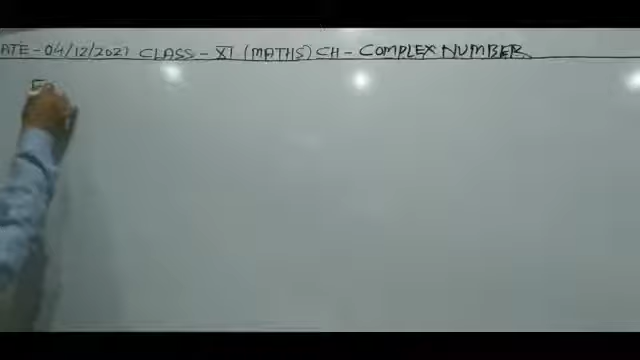 ATE - 04/12/2021 CLASS - XI (MATHS) CH - COMPLEX NUMBER